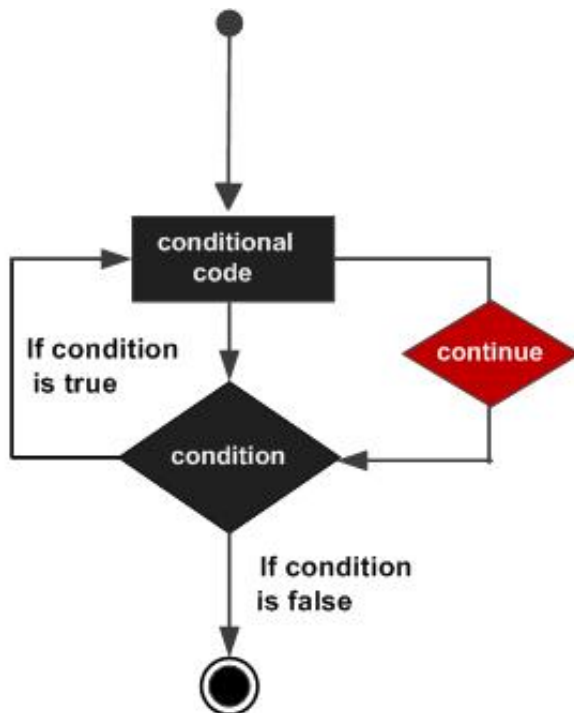 conditional
code
If condition
is true
continue
condition
If condition
is false